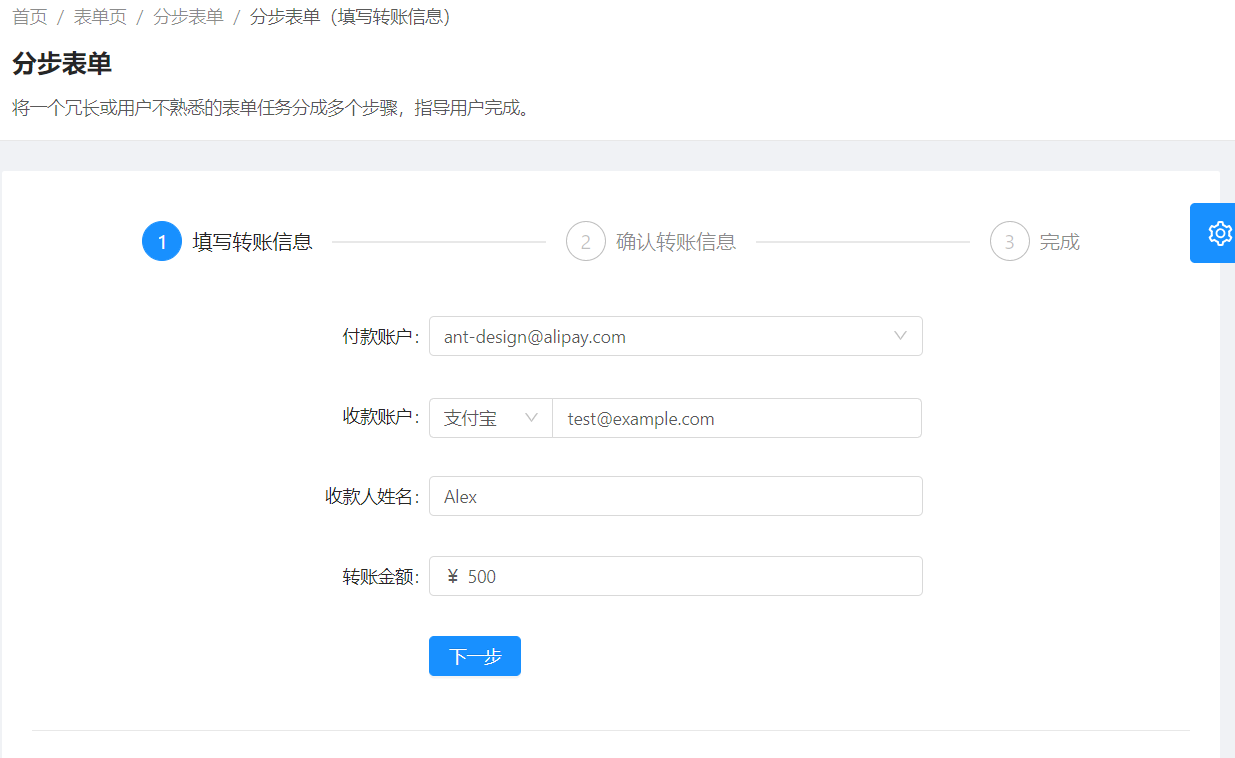 首页 / 表单页 / 分步表单 / 分步表单（填写转账信息）
分步表单
将一个冗长或用户不熟悉的表单任务分成多个步骤，指导用户完成。
1 填写转账信息 2 确认转账信息 3 完成
付款账户: ant-design@alipay.com
收款账户: 支付宝 test@example.com
收款人姓名: Alex
转账金额: ¥ 500
下一步